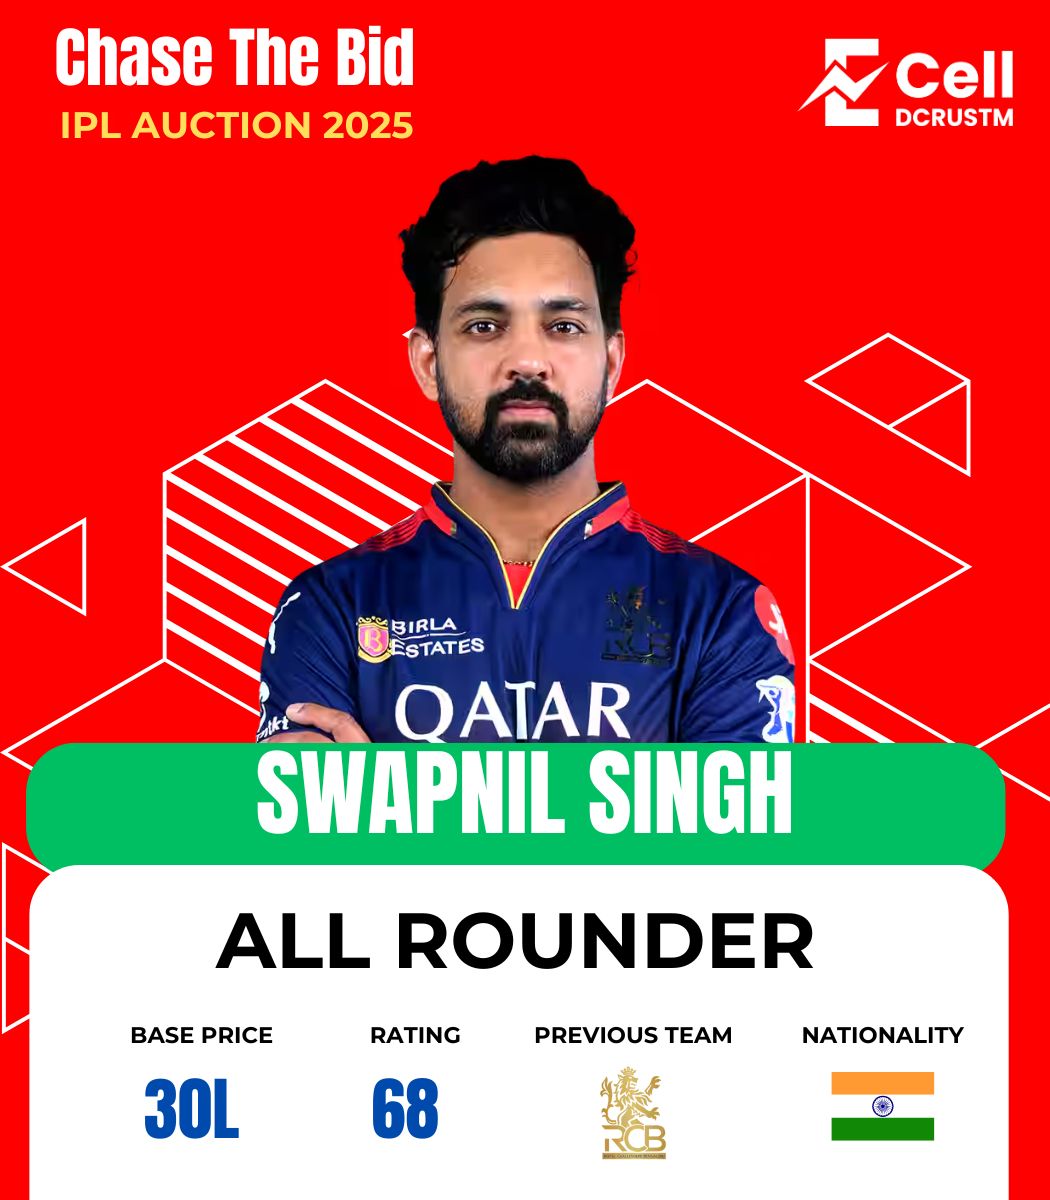 Chase The Bid
IPL AUCTION 2025
Cell
DCRUSTM
BIRLA
ESTATES
RCB
QATAR
SWAPNIL SINGH
ALL ROUNDER
BASE PRICE
RATING
PREVIOUS TEAM
NATIONALITY
30L
68
RCB